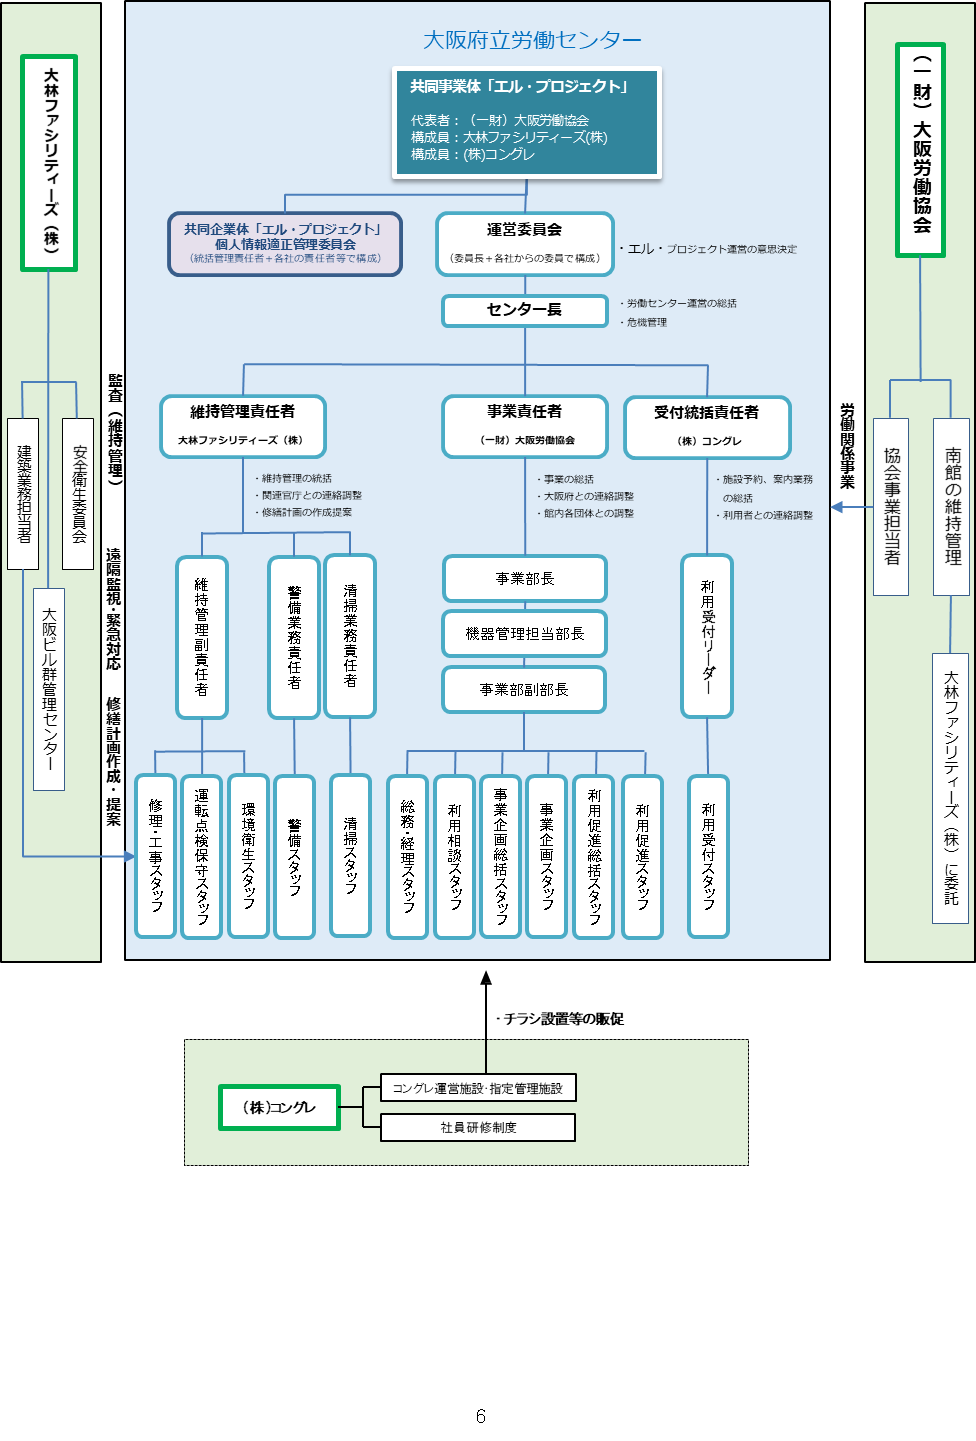 大阪府立労働センター
共同事業体「エル・プロジェクト」
代表者：（一財）大阪労働協会
構成員：大林ファシリティーズ(株)
構成員：(株)コングレ
共同企業体「エル・プロジェクト」
個人情報適正管理委員会
（統括管理責任者＋各社の責任者等で構成）
運営委員会
（委員長＋各社からの委員で構成）
・エル・プロジェクト運営の意思決定
センター長
・労働センター運営の総括
・危機管理
維持管理責任者
大林ファシリティーズ（株）
・維持管理の統括
・関連官庁との連絡調整
・修繕計画の作成提案
事業責任者
（一財）大阪労働協会
・事業の総括
・大阪府との連絡調整
・館内各団体との調整
受付統括責任者
（株）コングレ
・施設予約、案内業務
の総括
・利用者との連絡調整
維持管理副責任者
警備業務責任者
清掃業務責任者
事業部長
機器管理担当部長
事業部副部長
利用受付リーダー
修理・工事スタッフ
運転点検保守スタッフ
環境衛生スタッフ
警備スタッフ
清掃スタッフ
総務・経理スタッフ
利用相談スタッフ
事業企画総括スタッフ
事業企画スタッフ
利用促進総括スタッフ
利用促進スタッフ
利用受付スタッフ
大林ファシリティーズ（株）
建築業務担当者
安全衛生委員会
大阪ビル群管理センター
監査（維持管理）
遠隔監視・緊急対応
修繕計画作成・提案
（一財）大阪労働協会
労働関係事業
協会事業担当者
南館の維持管理
大林ファシリティーズ（株）に委託
・チラシ設置等の販促
（株）コングレ
コングレ運営施設・指定管理施設
社員研修制度
6